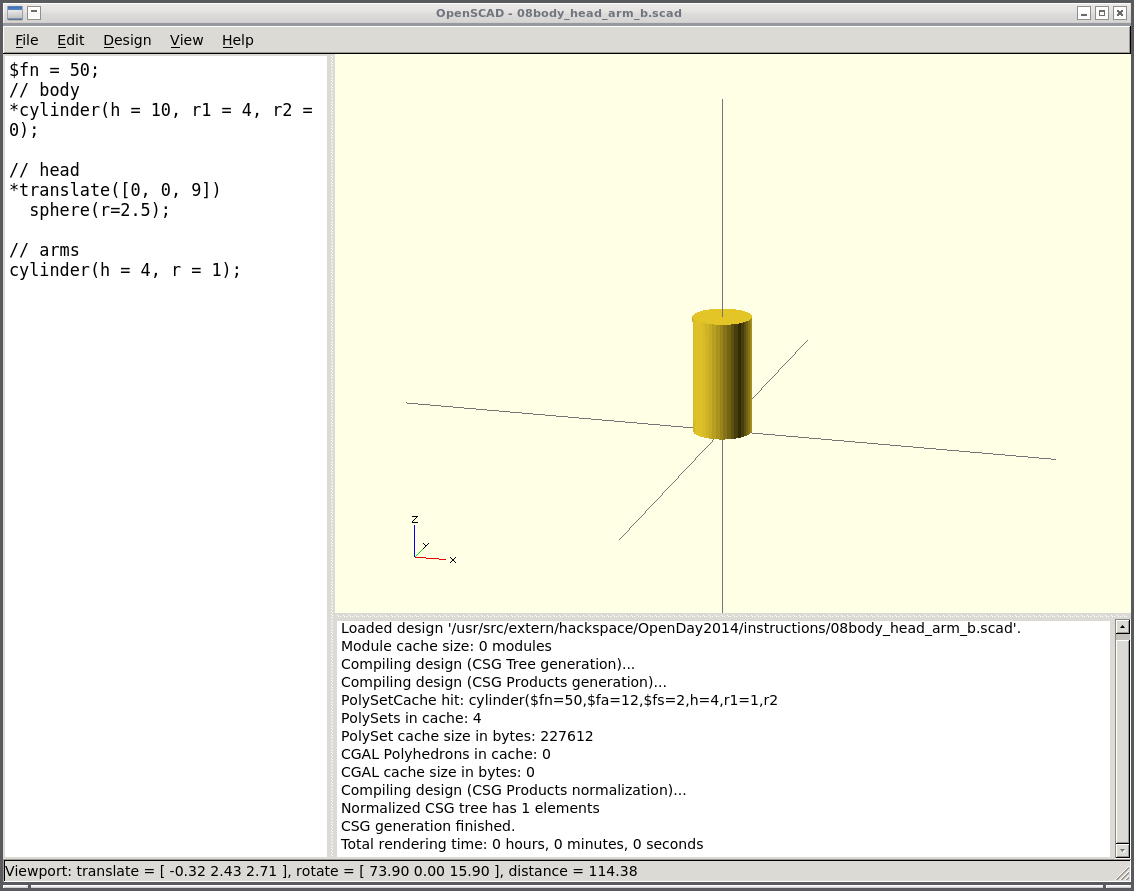 OpenSCAD - 08body_head_arm_b.scad
File Edit Design View Help
$fn = 50;
// body
*cylinder(h = 10, r1 = 4, r2 =
0);
// head
*translate([0, 0, 9])
  sphere(r=2.5);
// arms
cylinder(h = 4, r = 1);
Z
Y
X
Loaded design '/usr/src/extern/hackspace/OpenDay2014/instructions/08body_head_arm_b.scad'.
Module cache size: 0 modules
Compiling design (CSG Tree generation)...
Compiling design (CSG Products generation)...
PolySetCache hit: cylinder($fn=50,$fa=12,$fs=2,h=4,r1=1,r2
PolySets in cache: 4
PolySet cache size in bytes: 227612
CGAL Polyhedrons in cache: 0
CGAL cache size in bytes: 0
Compiling design (CSG Products normalization)...
Normalized CSG tree has 1 elements
CSG generation finished.
Total rendering time: 0 hours, 0 minutes, 0 seconds
Viewport: translate = [ -0.32 2.43 2.71 ], rotate = [ 73.90 0.00 15.90 ], distance = 114.38